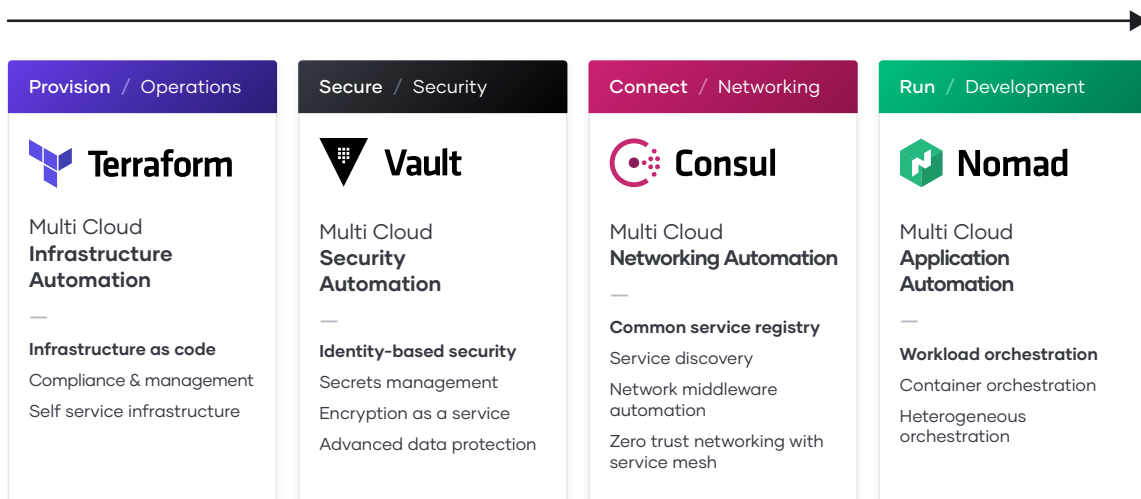 Provision / Operations
Terraform
Multi Cloud
Infrastructure
Automation
Infrastructure as code
Compliance & management
Self service infrastructure
Secure / Security
Vault
Multi Cloud
Security
Automation
Identity-based security
Secrets management
Encryption as a service
Advanced data protection
Connect / Networking
Consul
Multi Cloud
Networking Automation
Common service registry
Service discovery
Network middleware
automation
Zero trust networking with
service mesh
Run / Development
Nomad
Multi Cloud
Application
Automation
Workload orchestration
Container orchestration
Heterogeneous
orchestration